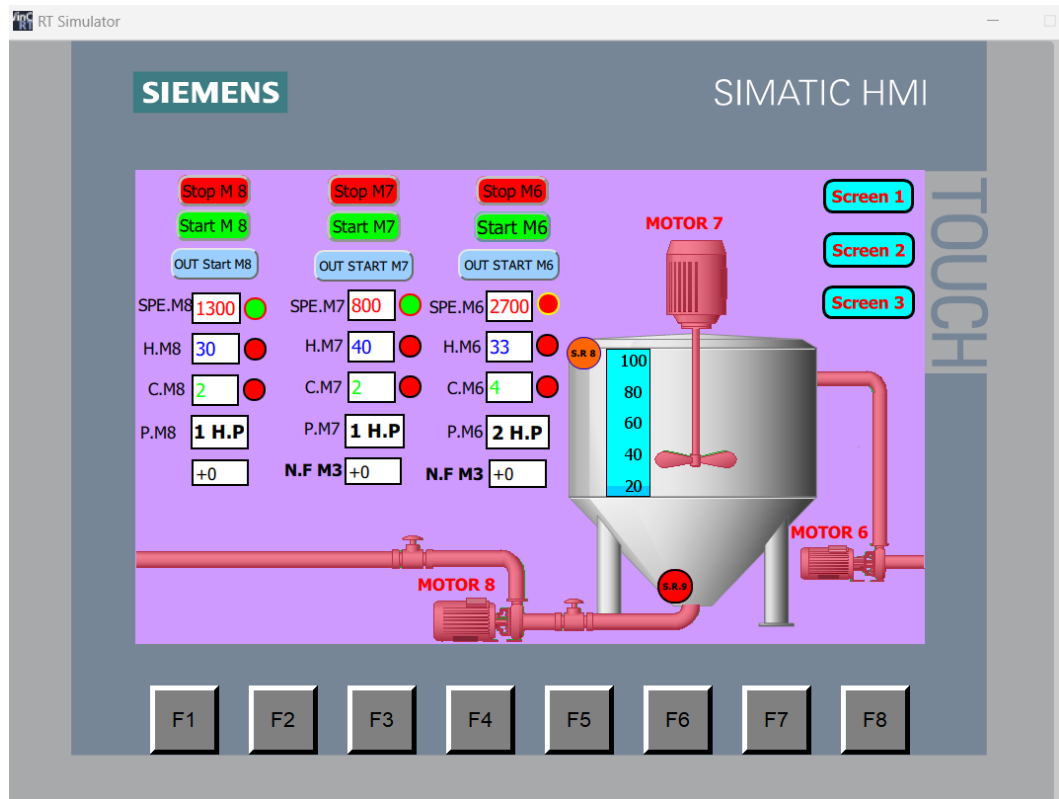 RT Simulator
SIEMENS
SIMATIC HMI
TOUCH
Stop M 8
Stop M7
Stop M6
Screen 1
Start M 8
Start M7
Start M6
MOTOR 7
OUT Start M8
OUT START M7
OUT START M6
Screen 2
SPE.M8 1300
SPE.M7 800
SPE.M6 2700
Screen 3
H.M8 30
H.M7 40
H.M6 33
S.R 8
100
C.M8 2
C.M7 2
C.M6 4
80
P.M8 1 H.P
P.M7 1 H.P
P.M6 2 H.P
60
40
+0
N.F M3 +0
N.F M3 +0
20
MOTOR 6
MOTOR 8
S.R.9
F1
F2
F3
F4
F5
F6
F7
F8